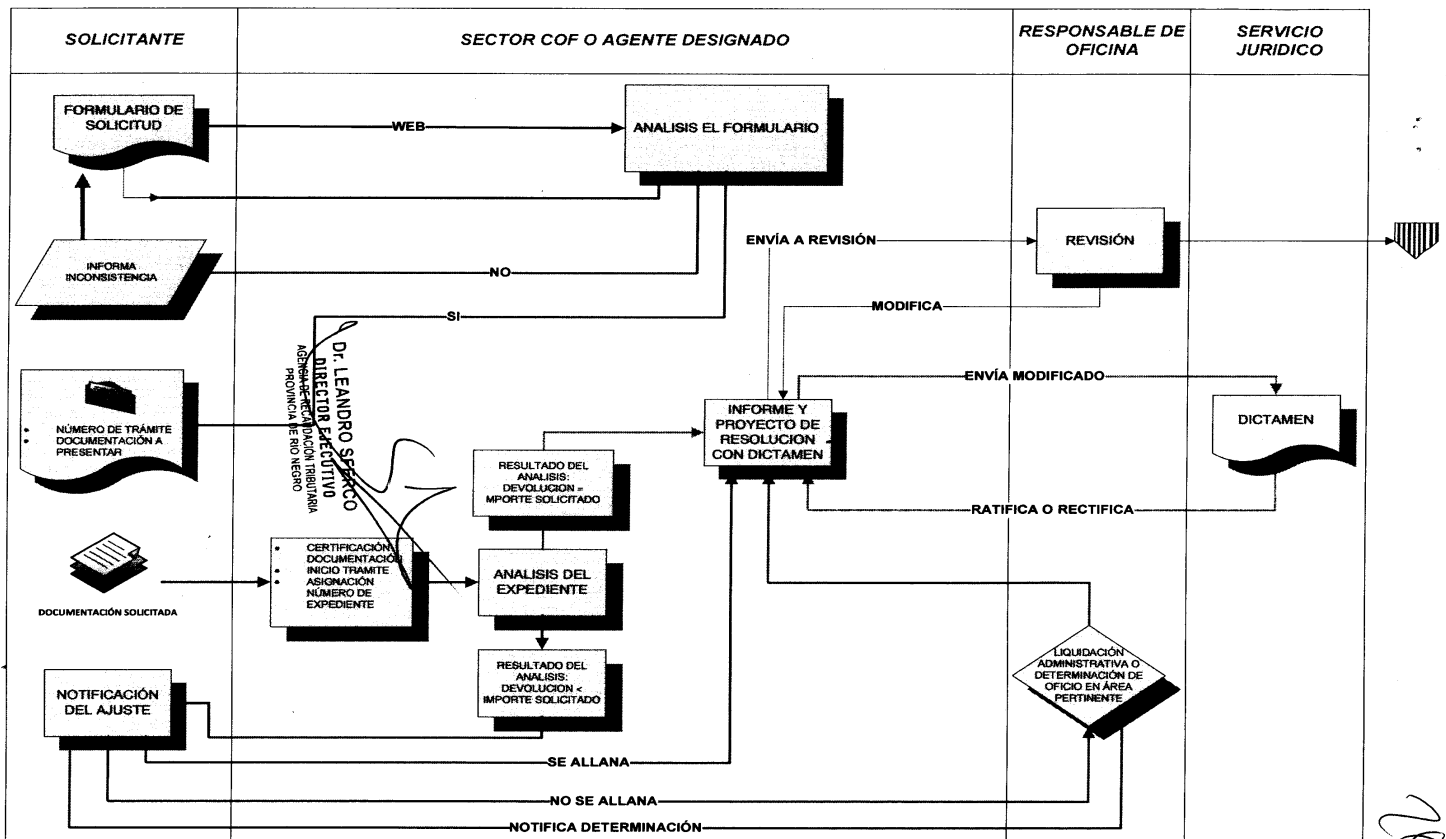 SOLICITANTE
SECTOR COF O AGENTE DESIGNADO
RESPONSABLE DE
OFICINA
SERVICIO
JURIDICO
FORMULARIO DE
SOLICITUD
WEB
ANALISIS EL FORMULARIO
INFORMA
INCONSISTENCIA
NO
SI
ENVÍA A REVISIÓN
REVISIÓN
MODIFICA
NÚMERO DE TRÁMITE
DOCUMENTACIÓN A
PRESENTAR
Dr. LEANDRO SFERCO
DIRECTOR EJECUTIVO
AGENCIA DE RECAUDACIÓN TRIBUTARIA
PROVINCIA DE RÍO NEGRO
ENVÍA MODIFICADO
INFORME Y
PROYECTO DE
RESOLUCION
CON DICTAMEN
DICTAMEN
RATIFICA O RECTIFICA
RESULTADO DEL
ANALISIS:
DEVOLUCION =
IMPORTE SOLICITADO
DOCUMENTACIÓN SOLICITADA
CERTIFICACIÓN
DOCUMENTACIÓN
INICIO TRAMITE
ASIGNACIÓN
NÚMERO DE
EXPEDIENTE
ANALISIS DEL
EXPEDIENTE
RESULTADO DEL
ANALISIS:
DEVOLUCION <
IMPORTE SOLICITADO
LIQUIDACIÓN
ADMINISTRATIVA O
DETERMINACIÓN DE
OFICIO EN ÁREA
PERTINENTE
NOTIFICACIÓN
DEL AJUSTE
SE ALLANA
NO SE ALLANA
NOTIFICA DETERMINACIÓN